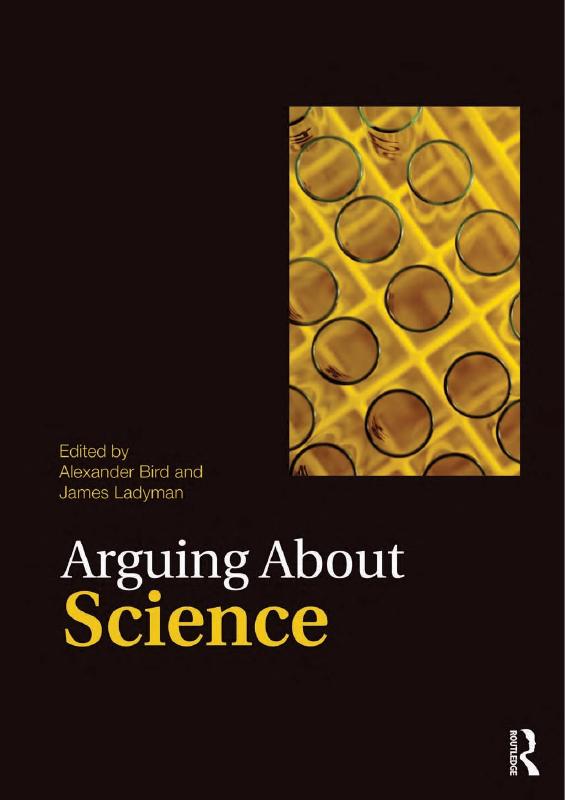 Edited by
Alexander Bird and
James Ladyman
Arguing About
Science
ROUTLEDGE